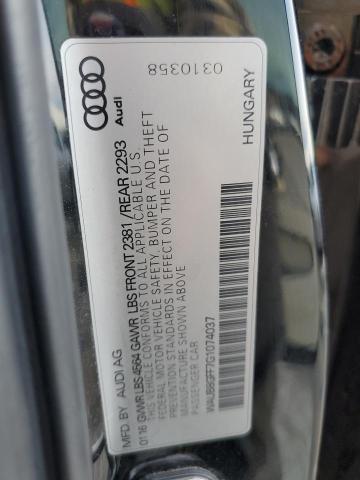 Audi
0310358
HUNGARY
MFD. BY AUDI AG
01 16 GVWR LBS 4564 GAWR LBS FRONT 2381 /REAR 2293
THIS VEHICLE CONFORMS TO ALL APPLICABLE U.S.
FEDERAL MOTOR VEHICLE SAFETY, BUMPER AND THEFT
PREVENTION STANDARDS IN EFFECT ON THE DATE OF
MANUFACTURE SHOWN ABOVE
PASSENGER CAR